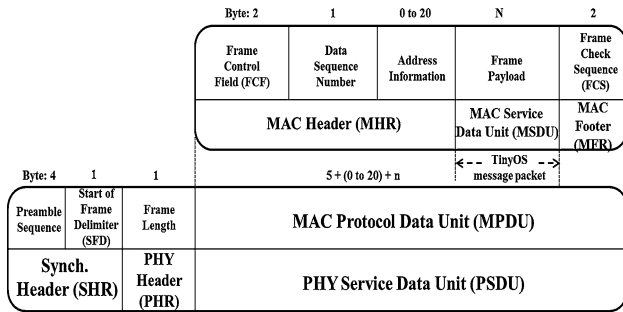 Byte: 2 1 0 to 20 N 2
Frame Control Field (FCF)
Data Sequence Number
Address Information
Frame Payload
Frame Check Sequence (FCS)
MAC Header (MHR)
MAC Service Data Unit (MSDU)
MAC Footer (MFR)
TinyOS message packet
Byte: 4 1 1 5 + (0 to 20) + n
Preamble Sequence
Start of Frame Delimiter (SFD)
Frame Length
MAC Protocol Data Unit (MPDU)
Synch. Header (SHR)
PHY Header (PHR)
PHY Service Data Unit (PSDU)